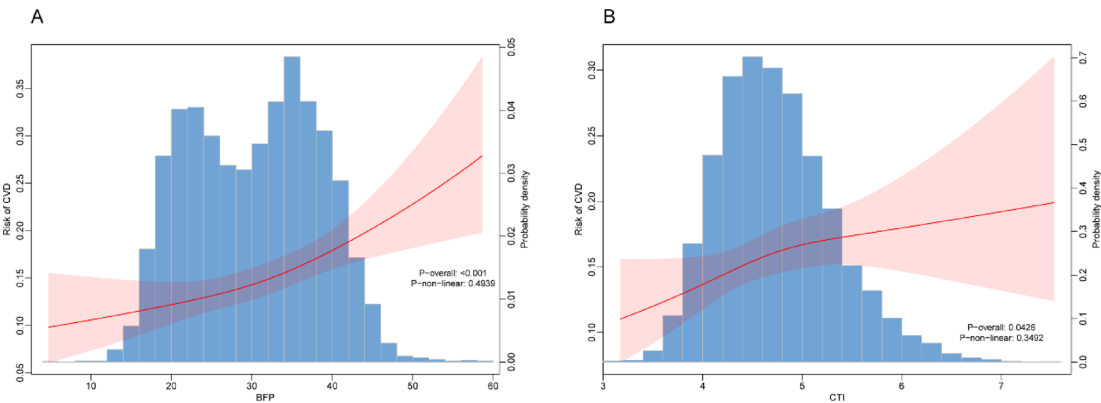 A
Risk of CVD
0.05 0.10 0.15 0.20 0.25 0.30 0.35
10 20 30 40 50 60
BFP
0.00 0.01 0.02 0.03 0.04 0.05
Probability density
P−overall: <0.001
P−non−linear: 0.4939
B
Risk of CVD
0.10 0.15 0.20 0.25 0.30
3 4 5 6 7
CTI
0.0 0.1 0.2 0.3 0.4 0.5 0.6 0.7
Probability density
P−overall: 0.0426
P−non−linear: 0.3492